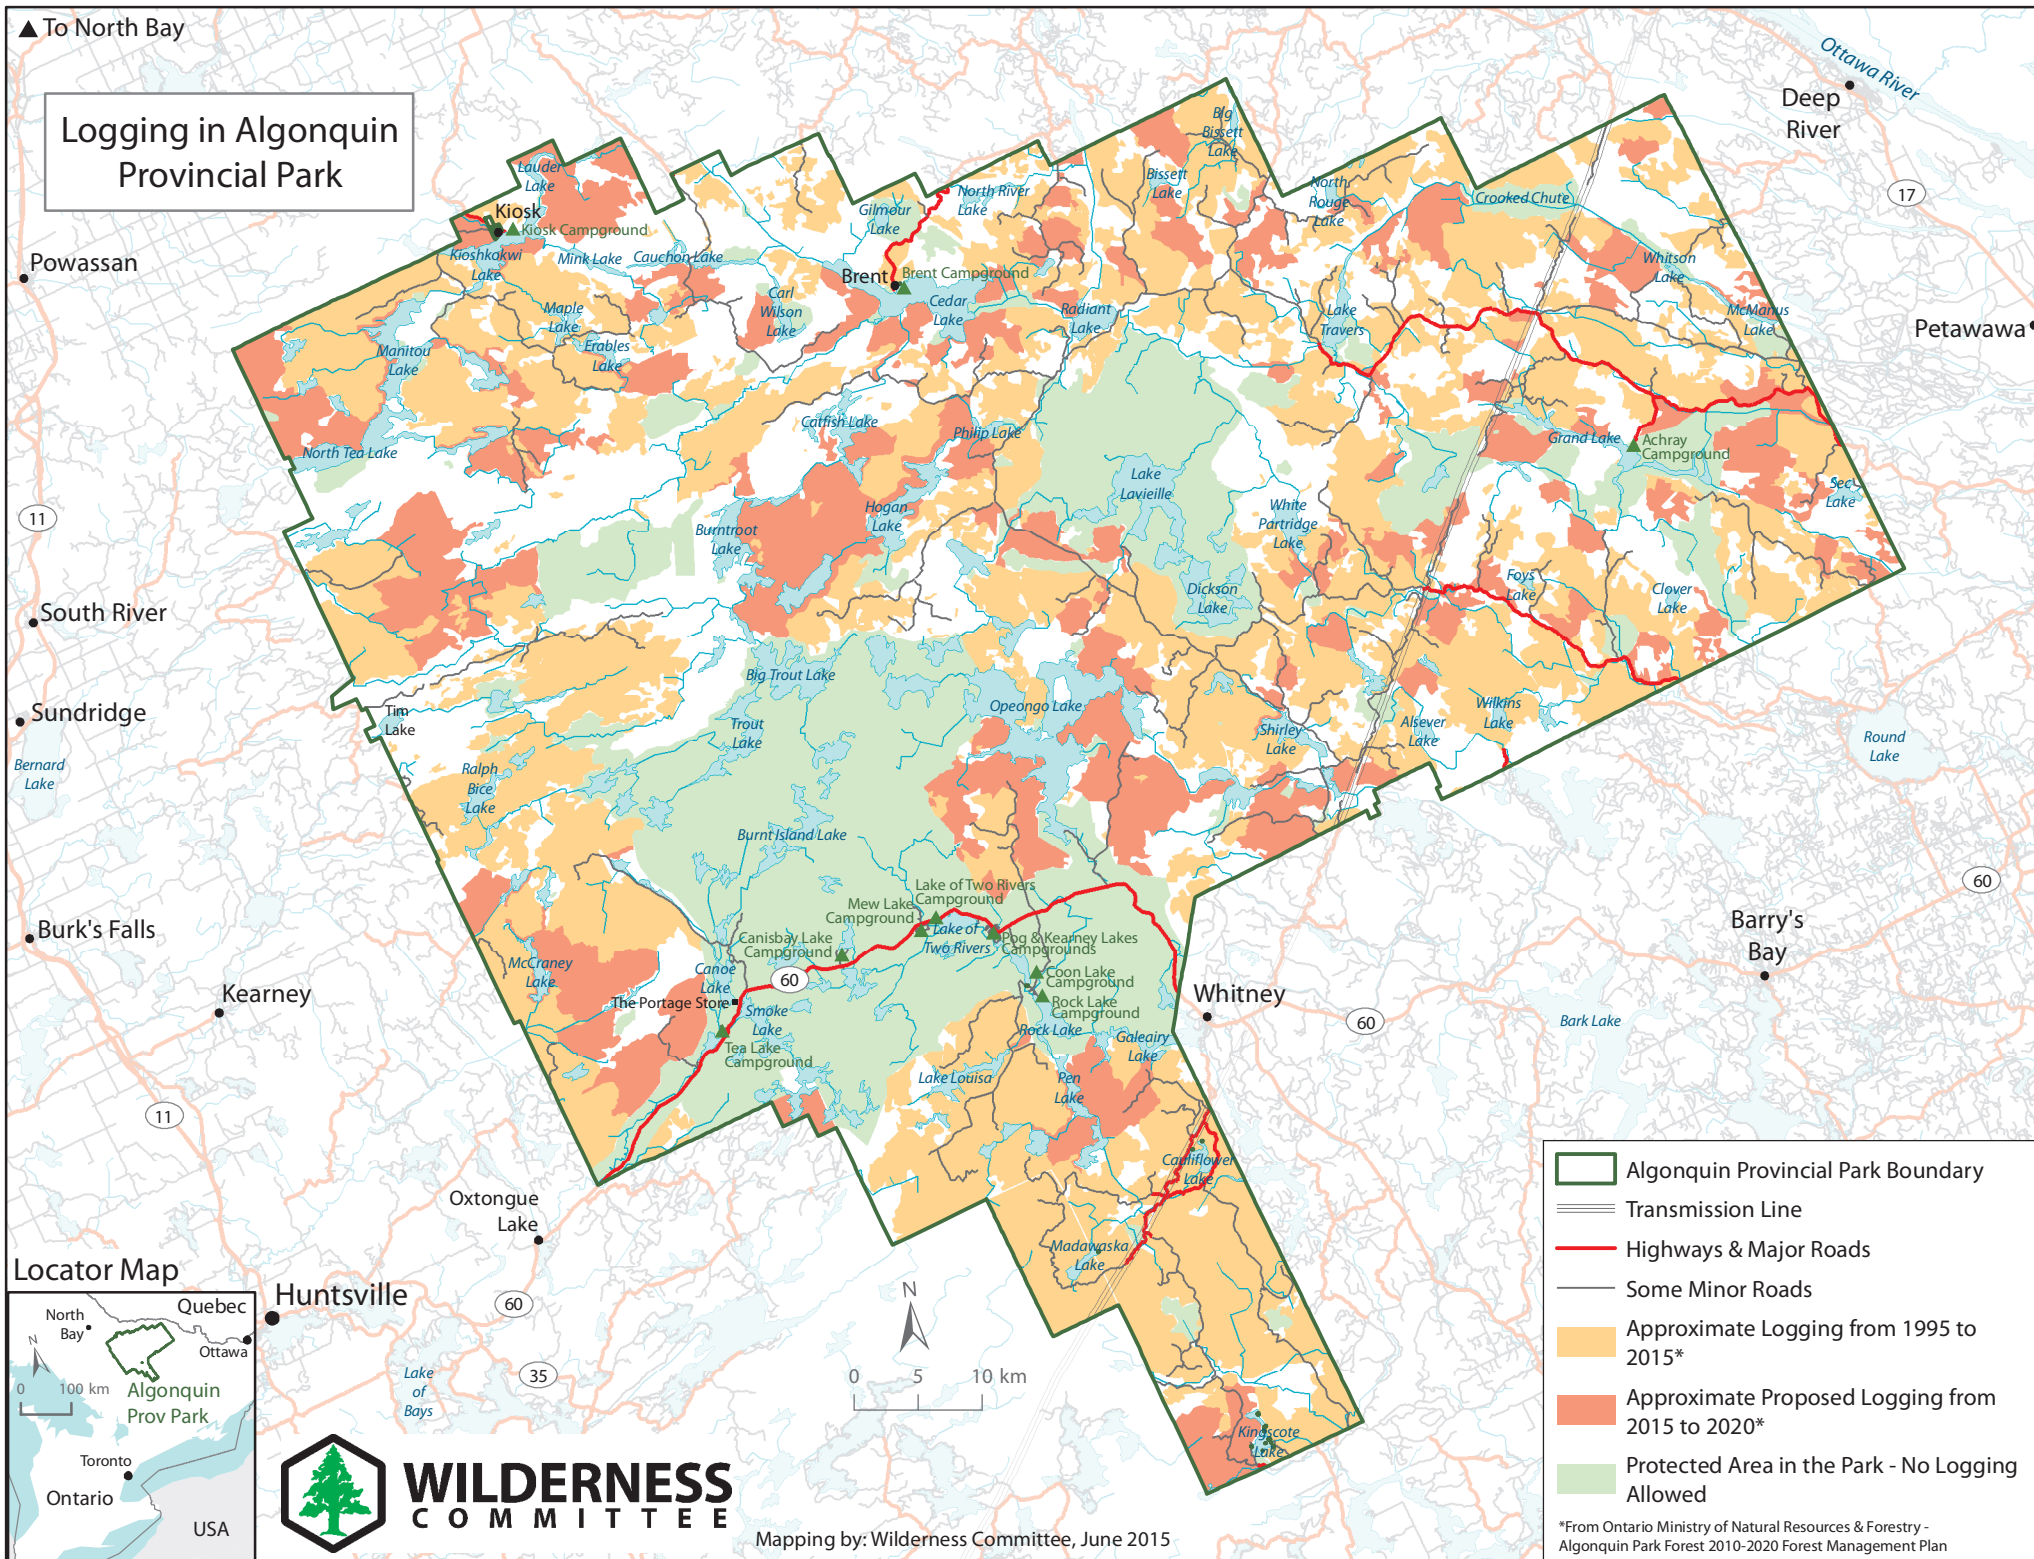 ▲ To North Bay
Logging in Algonquin
Provincial Park
Ottawa River
Deep
River
17
Powassan
Petawawa
11
South River
Sundridge
Bernard
Lake
Burk's Falls
Kearney
11
Big
Bissett
Lake
Lauder
Lake
Kiosk
Kiosk Campground
Kioshkokwi
Lake
Mink Lake
Cauchon Lake
Gilmour
Lake
North River
Lake
Bissett
Lake
North
Rouge
Lake
Crooked Chute
Whitson
Lake
McManus
Lake
Brent
Brent Campground
Carl
Wilson
Lake
Cedar
Lake
Radiant
Lake
Lake
Travers
Maple
Lake
Erables
Lake
Manitou
Lake
North Tea Lake
Catfish Lake
Philip Lake
Grand Lake
Achray
Campground
Sec
Lake
Lake
Lavieille
White
Partridge
Lake
Hogan
Lake
Burntroot
Lake
Dickson
Lake
Foys
Lake
Clover
Lake
Big Trout Lake
Opeongo Lake
Trout
Lake
Tim
Lake
Shirley
Lake
Alsever
Lake
Wilkins
Lake
Round
Lake
Ralph
Bice
Lake
Burnt Island Lake
60
Barry's
Bay
Lake of Two Rivers
Campground
Mew Lake
Campground
Lake of
Two Rivers
Pog & Kearney Lakes
Campgrounds
Canisbay Lake
Campground
McCraney
Lake
Canoe
Lake
60
Coon Lake
Campground
The Portage Store
Smoke
Lake
Rock Lake
Campground
Rock Lake
Whitney
60
Bark Lake
Tea Lake
Campground
Galeairy
Lake
Lake Louisa
Pen
Lake
Cauliflower
Lake
Madawaska
Lake
Kingscote
Lake
Oxtongue
Lake
Huntsville
60
35
Lake
of
Bays
N
0 5 10 km
Locator Map
North
Bay
Quebec
Ottawa
N
0 100 km
Algonquin
Prov Park
Toronto
Ontario
USA
WILDERNESS
COMMITTEE
Mapping by: Wilderness Committee, June 2015
Algonquin Provincial Park Boundary
Transmission Line
Highways & Major Roads
Some Minor Roads
Approximate Logging from 1995 to
2015*
Approximate Proposed Logging from
2015 to 2020*
Protected Area in the Park - No Logging
Allowed
*From Ontario Ministry of Natural Resources & Forestry -
Algonquin Park Forest 2010-2020 Forest Management Plan